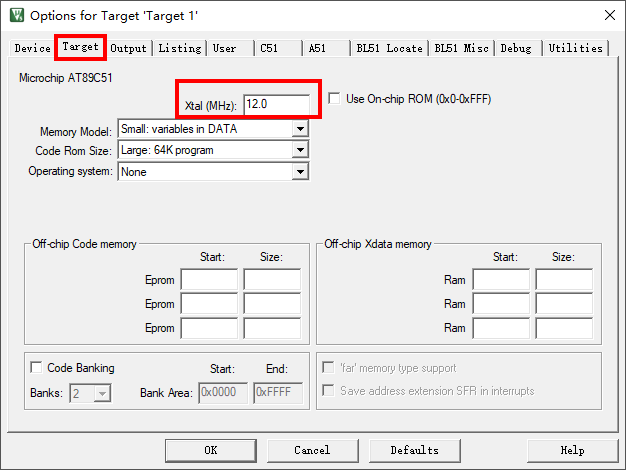 Options for Target 'Target 1'
Device Target Output Listing User C51 A51 BL51 Locate BL51 Misc Debug Utilities
Microchip AT89C51
Xtal (MHz): 12.0 Use On-chip ROM (0x0-0xFFF)
Memory Model: Small: variables in DATA
Code Rom Size: Large: 64K program
Operating system: None
Off-chip Code memory
Start: Size:
Eprom
Eprom
Eprom
Off-chip Xdata memory
Start: Size:
Ram
Ram
Ram
Code Banking Start: End:
Banks: 2 Bank Area: 0x0000 0xFFFF
'far' memory type support
Save address extension SFR in interrupts
OK Cancel Defaults Help